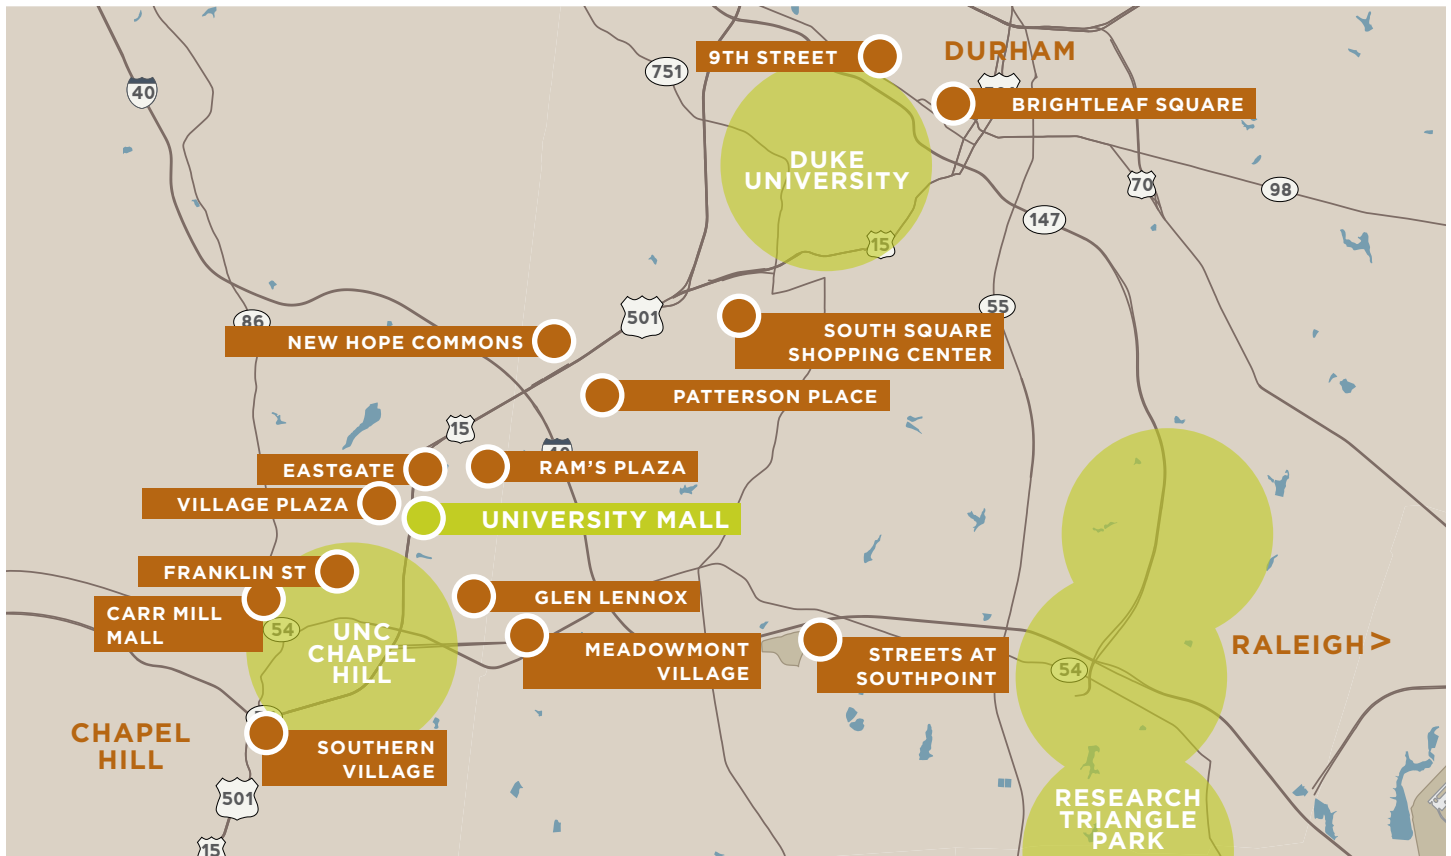 9TH STREET
DURHAM
751
40
BRIGHTLEAF SQUARE
DUKE
UNIVERSITY
70
98
147
15
55
501
86
NEW HOPE COMMONS
SOUTH SQUARE
SHOPPING CENTER
PATTERSON PLACE
15
EASTGATE
RAM'S PLAZA
VILLAGE PLAZA
UNIVERSITY MALL
FRANKLIN ST
GLEN LENNOX
CARR MILL
MALL
54
UNC
CHAPEL
HILL
MEADOWMONT
VILLAGE
STREETS AT
SOUTHPOINT
54
RALEIGH >
CHAPEL
HILL
SOUTHERN
VILLAGE
501
15
RESEARCH
TRIANGLE
PARK